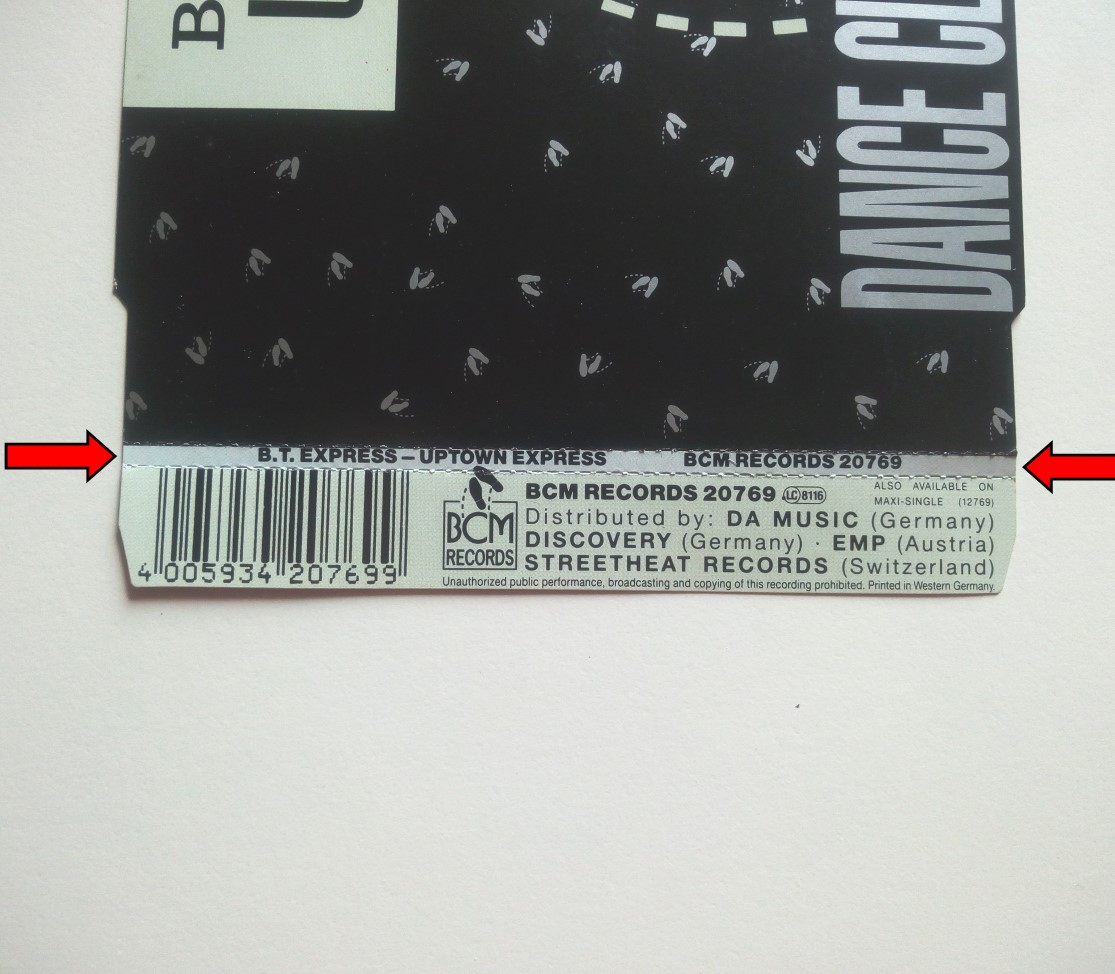 B
DANCE CL
B.T. EXPRESS – UPTOWN EXPRESS BCM RECORDS 20769
BCM RECORDS 20769 LC 8116
ALSO AVAILABLE ON
MAXI-SINGLE (12769)
Distributed by: DA MUSIC (Germany)
DISCOVERY (Germany) · EMP (Austria)
STREETHEAT RECORDS (Switzerland)
Unauthorized public performance, broadcasting and copying of this recording prohibited. Printed in Western Germany.
BCM
RECORDS
4 005934 207699